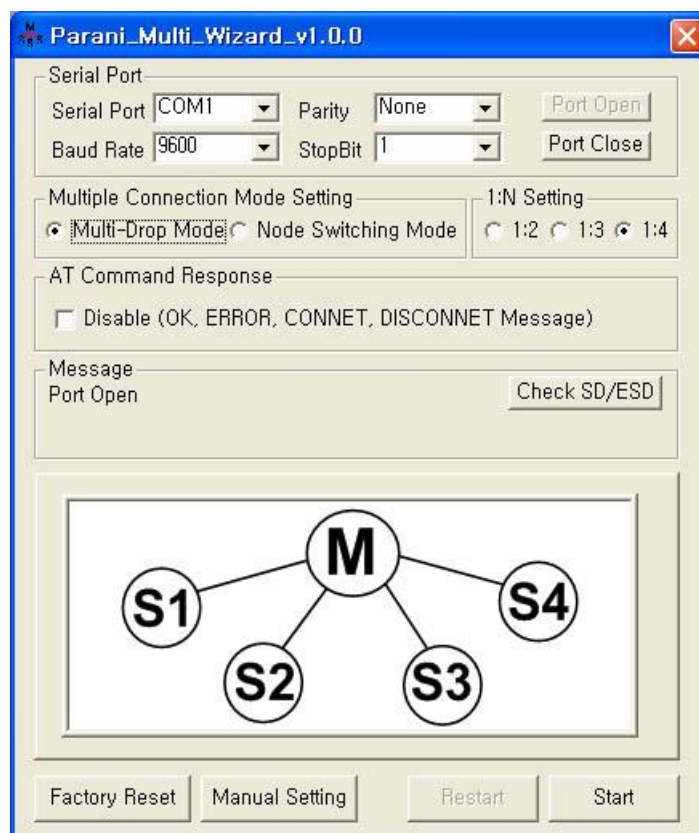 Parani_Multi_Wizard_v1.0.0
Serial Port
Serial Port COM1 Parity None Port Open
Baud Rate 9600 StopBit 1 Port Close
Multiple Connection Mode Setting 1:N Setting
Multi-Drop Mode Node Switching Mode 1:2 1:3 1:4
AT Command Response
Disable (OK, ERROR, CONNET, DISCONNET Message)
Message
Port Open Check SD/ESD
M
S1 S4
S2 S3
Factory Reset Manual Setting Restart Start